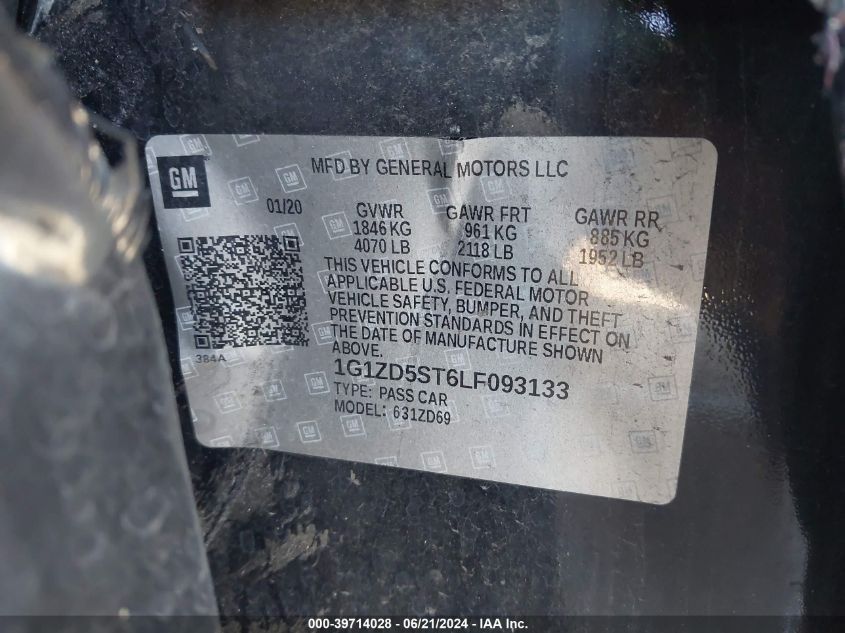 GM
MFD BY GENERAL MOTORS LLC
01/20
GVWR GAWR FRT GAWR RR
1846 KG 961 KG 885 KG
4070 LB 2118 LB 1952 LB
THIS VEHICLE CONFORMS TO ALL
APPLICABLE U.S. FEDERAL MOTOR
VEHICLE SAFETY, BUMPER, AND THEFT
PREVENTION STANDARDS IN EFFECT ON
THE DATE OF MANUFACTURE SHOWN
ABOVE.
384A
1G1ZD5ST6LF093133
TYPE: PASS CAR
MODEL: 631ZD69
000-39714028 - 06/21/2024 - IAA Inc.